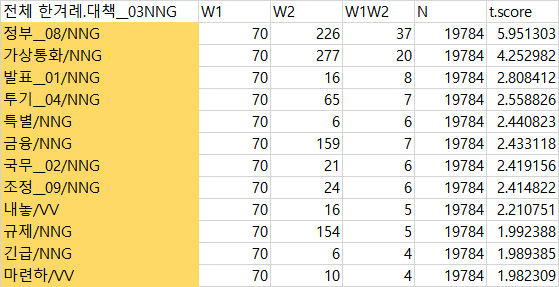 전체 한겨레.대책__03NNG W1 W2 W1W2 N t.score
정부__08/NNG 70 226 37 19784 5.951303
가상통화/NNG 70 277 20 19784 4.252982
발표__01/NNG 70 16 8 19784 2.808412
투기__04/NNG 70 65 7 19784 2.558826
특별/NNG 70 6 6 19784 2.440823
금융/NNG 70 159 7 19784 2.433118
국무__02/NNG 70 21 6 19784 2.419156
조정__09/NNG 70 24 6 19784 2.414822
내놓/VV 70 16 5 19784 2.210751
규제/NNG 70 154 5 19784 1.992388
긴급/NNG 70 6 4 19784 1.989385
마련하/VV 70 10 4 19784 1.982309